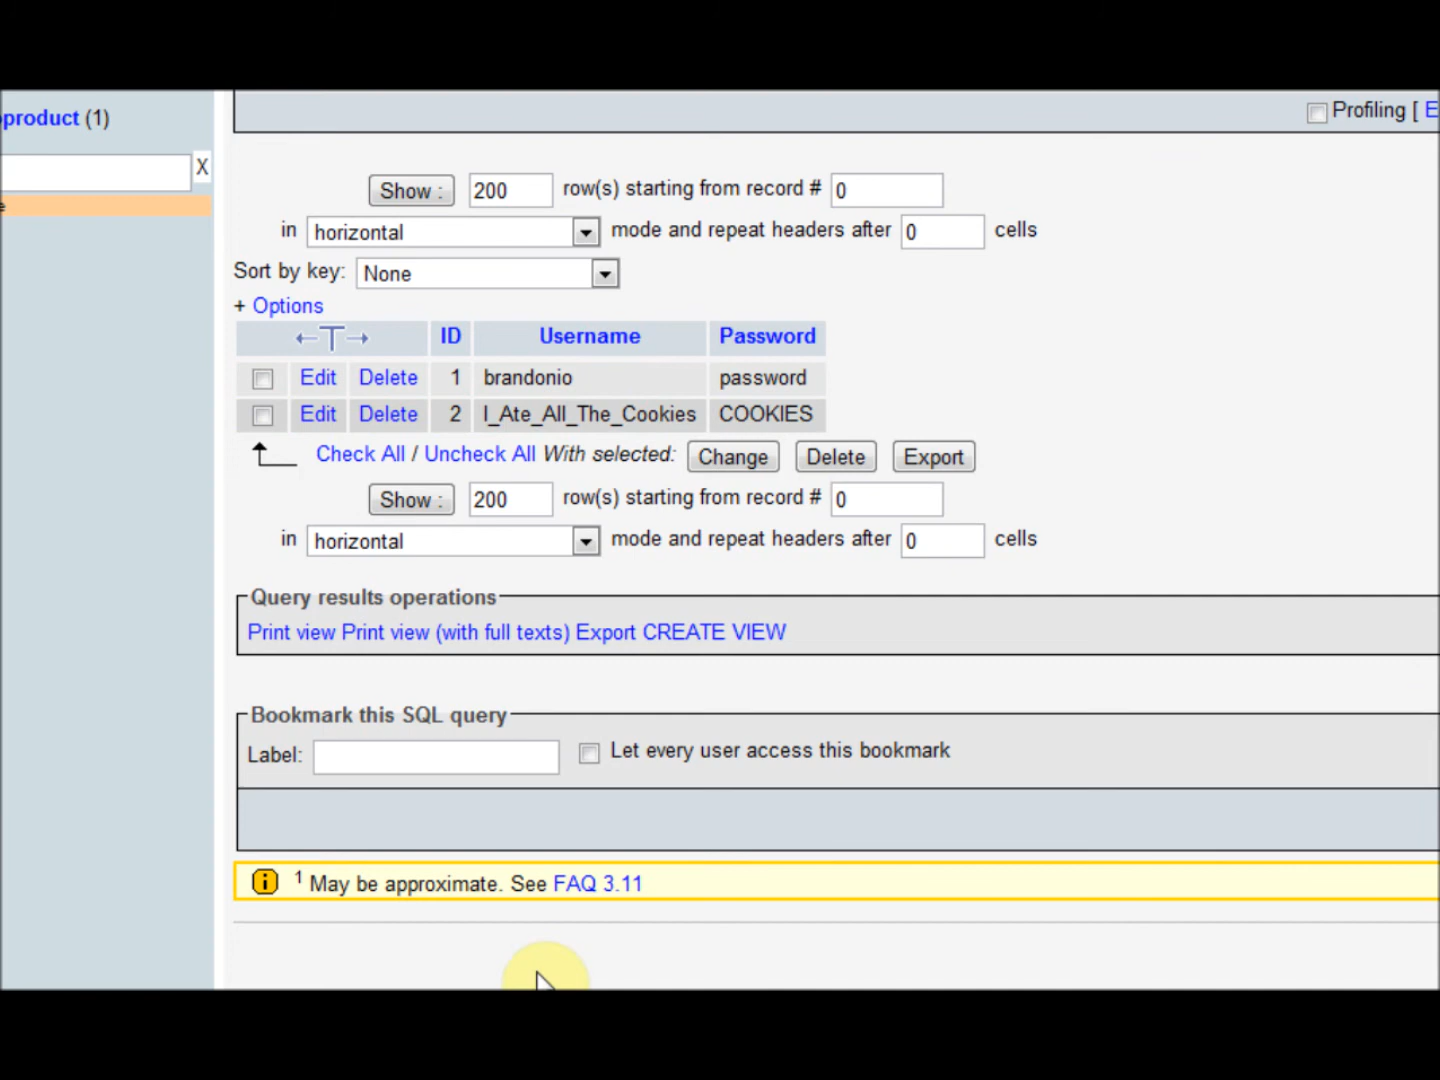 product (1)
Profiling [ E
X
Show : 200 row(s) starting from record # 0
e
in horizontal mode and repeat headers after 0 cells
Sort by key: None
+ Options
←T→ ID Username Password
Edit Delete 1 brandonio password
Edit Delete 2 I_Ate_All_The_Cookies COOKIES
Check All / Uncheck All With selected: Change Delete Export
Show : 200 row(s) starting from record # 0
in horizontal mode and repeat headers after 0 cells
Query results operations
Print view Print view (with full texts) Export CREATE VIEW
Bookmark this SQL query
Label: Let every user access this bookmark
i 1 May be approximate. See FAQ 3.11